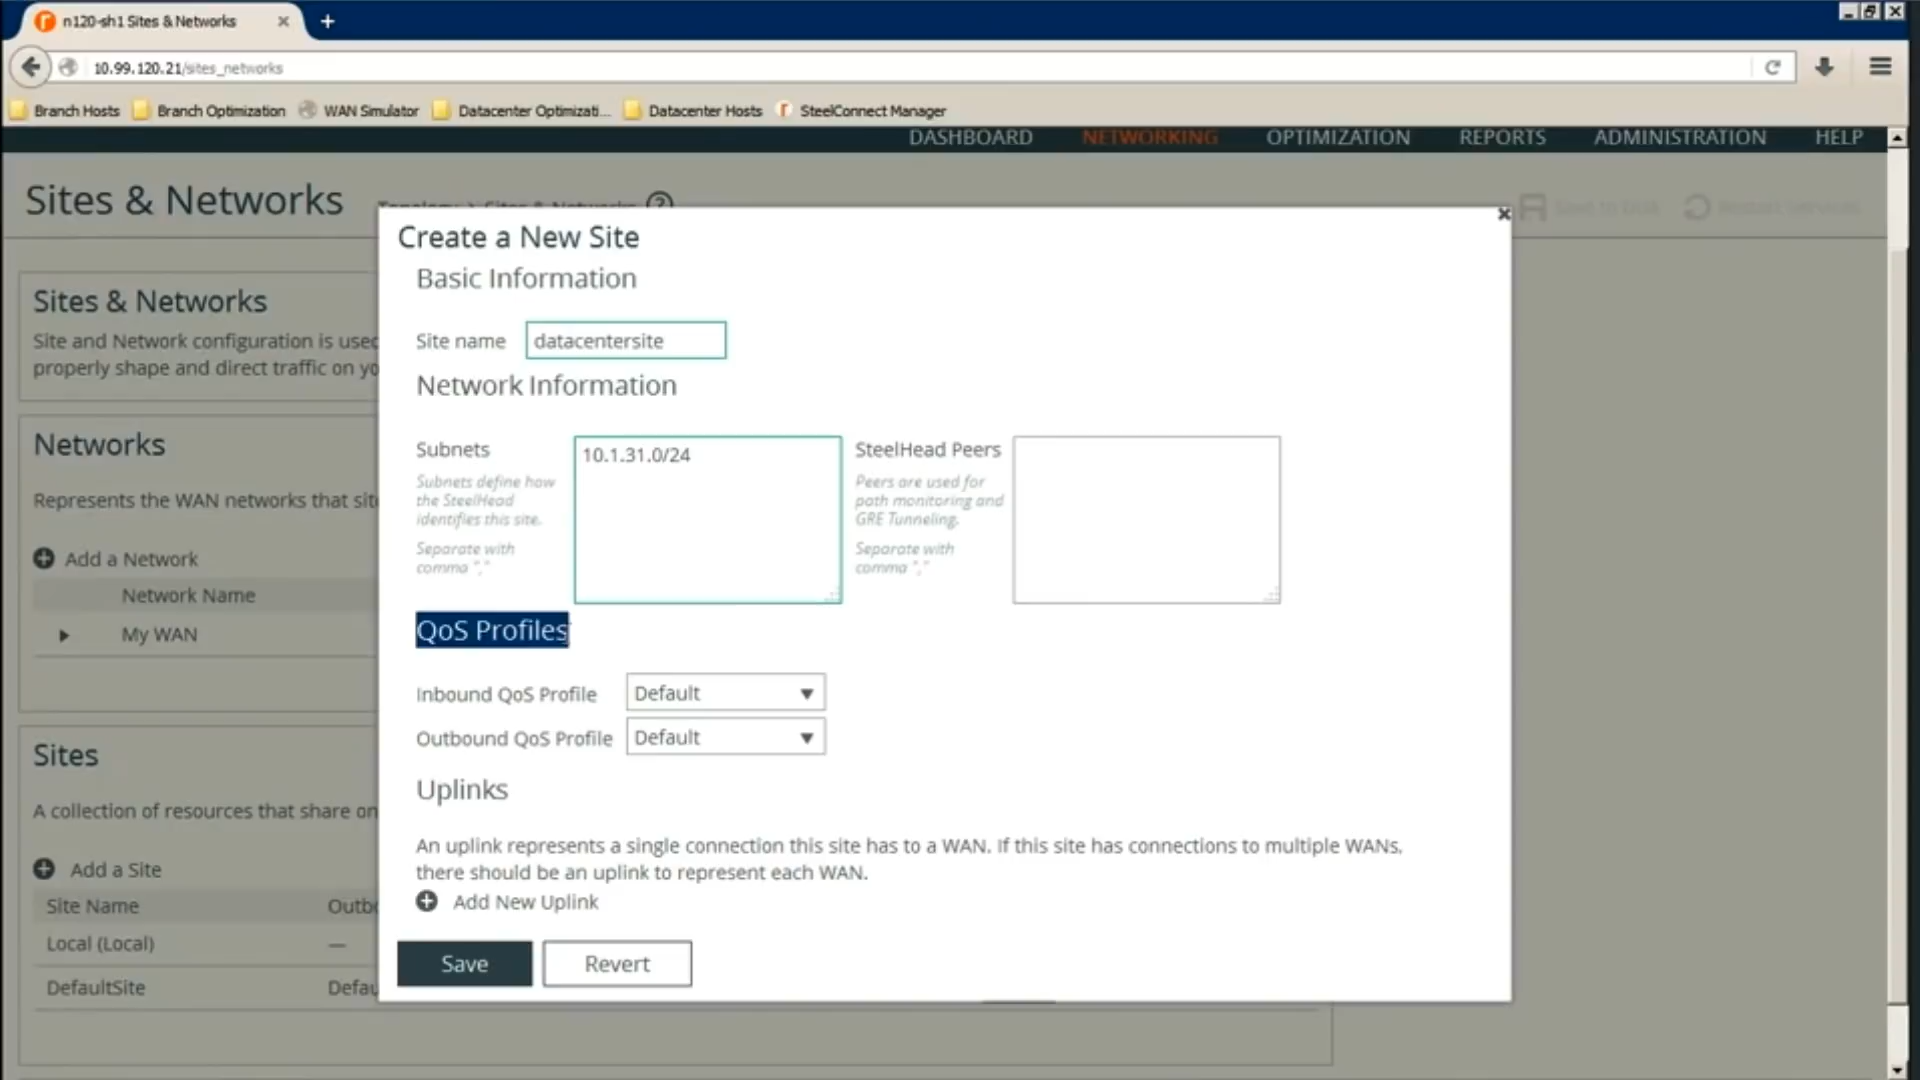 n120-sh1 Sites & Networks
10.99.120.21/sites_networks
Branch Hosts
Branch Optimization
WAN Simulator
Datacenter Optimizati...
Datacenter Hosts
SteelConnect Manager
DASHBOARD
NETWORKING
OPTIMIZATION
REPORTS
ADMINISTRATION
HELP
Sites & Networks
Sites & Networks
Site and Network configuration is used
properly shape and direct traffic on yo
Networks
Represents the WAN networks that sit
Add a Network
Network Name
My WAN
Sites
A collection of resources that share on
Add a Site
Site Name
Outbo
Local (Local)
—
DefaultSite
Defau
Create a New Site
Basic Information
Site name
datacentersite
Network Information
Subnets
Subnets define how
the SteelHead
identifies this site.
Separate with
comma ","
10.1.31.0/24
SteelHead Peers
Peers are used for
path monitoring and
GRE Tunneling.
Separate with
comma ","
QoS Profiles
Inbound QoS Profile
Default
Outbound QoS Profile
Default
Uplinks
An uplink represents a single connection this site has to a WAN. If this site has connections to multiple WANs,
there should be an uplink to represent each WAN.
Add New Uplink
Save
Revert